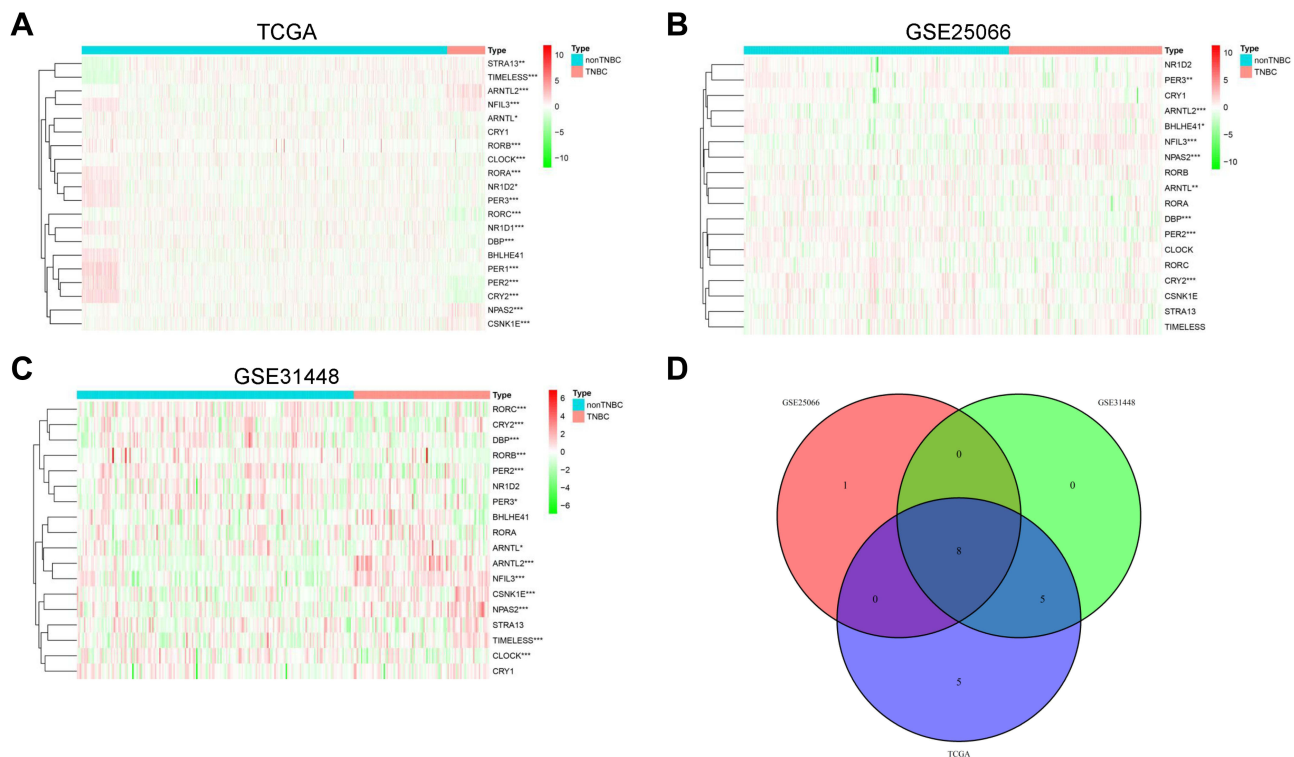 A
TCGA
Type
STRA13**
TIMELESS***
ARNTL2***
NFIL3***
ARNTL*
CRY1
RORB***
CLOCK***
RORA***
NR1D2*
PER3***
RORC***
NR1D1***
DBP***
BHLHE41
PER1***
PER2***
CRY2***
NPAS2***
CSNK1E***
10
5
0
−5
−10
Type
nonTNBC
TNBC
B
GSE25066
Type
NR1D2
PER3**
CRY1
ARNTL2***
BHLHE41*
NFIL3***
NPAS2***
RORB
ARNTL**
RORA
DBP***
PER2***
CLOCK
RORC
CRY2***
CSNK1E
STRA13
TIMELESS
10
5
0
−5
−10
Type
nonTNBC
TNBC
C
GSE31448
Type
RORC***
CRY2***
DBP***
RORB***
PER2***
NR1D2
PER3*
BHLHE41
RORA
ARNTL*
ARNTL2***
NFIL3***
CSNK1E***
NPAS2***
STRA13
TIMELESS***
CLOCK***
CRY1
6
4
2
0
−2
−4
−6
Type
nonTNBC
TNBC
D
GSE25066
GSE31448
0
1
0
8
0
5
5
TCGA